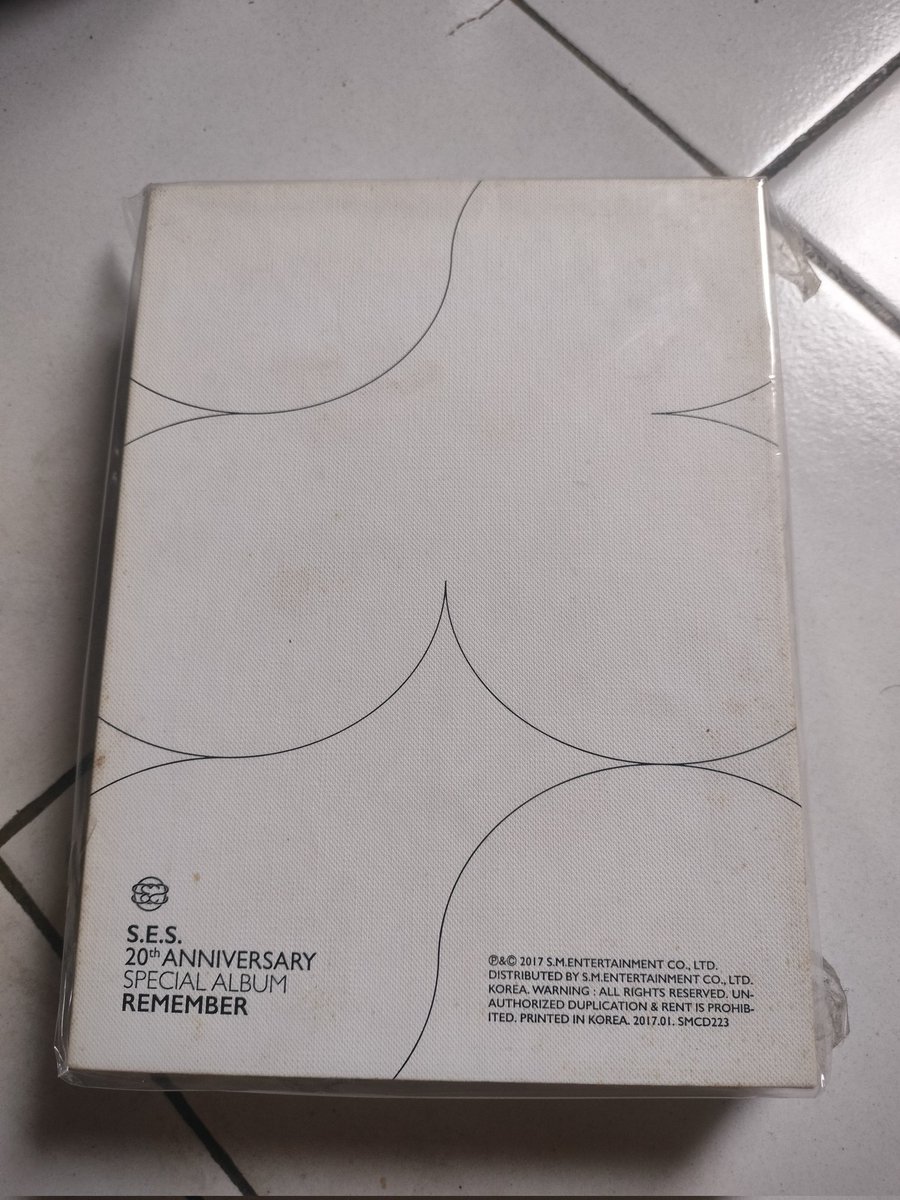 S.E.S.
20th ANNIVERSARY
SPECIAL ALBUM
REMEMBER
℗&© 2017 S.M.ENTERTAINMENT CO., LTD.
DISTRIBUTED BY S.M.ENTERTAINMENT CO., LTD.
KOREA. WARNING : ALL RIGHTS RESERVED. UN-
AUTHORIZED DUPLICATION & RENT IS PROHIB-
ITED. PRINTED IN KOREA. 2017.01. SMCD223